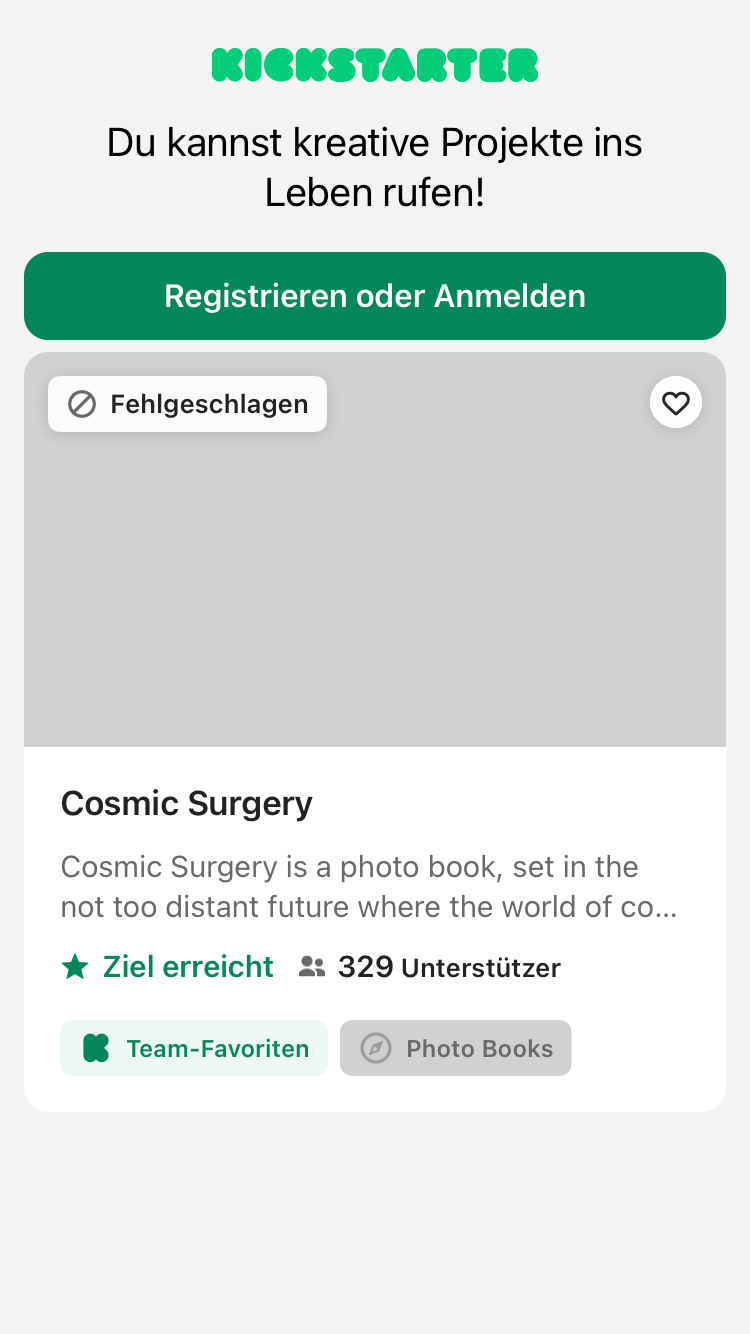 KICKSTARTER
Du kannst kreative Projekte ins
Leben rufen!
Registrieren oder Anmelden
Fehlgeschlagen
Cosmic Surgery
Cosmic Surgery is a photo book, set in the
not too distant future where the world of co...
Ziel erreicht 329 Unterstützer
Team-Favoriten Photo Books